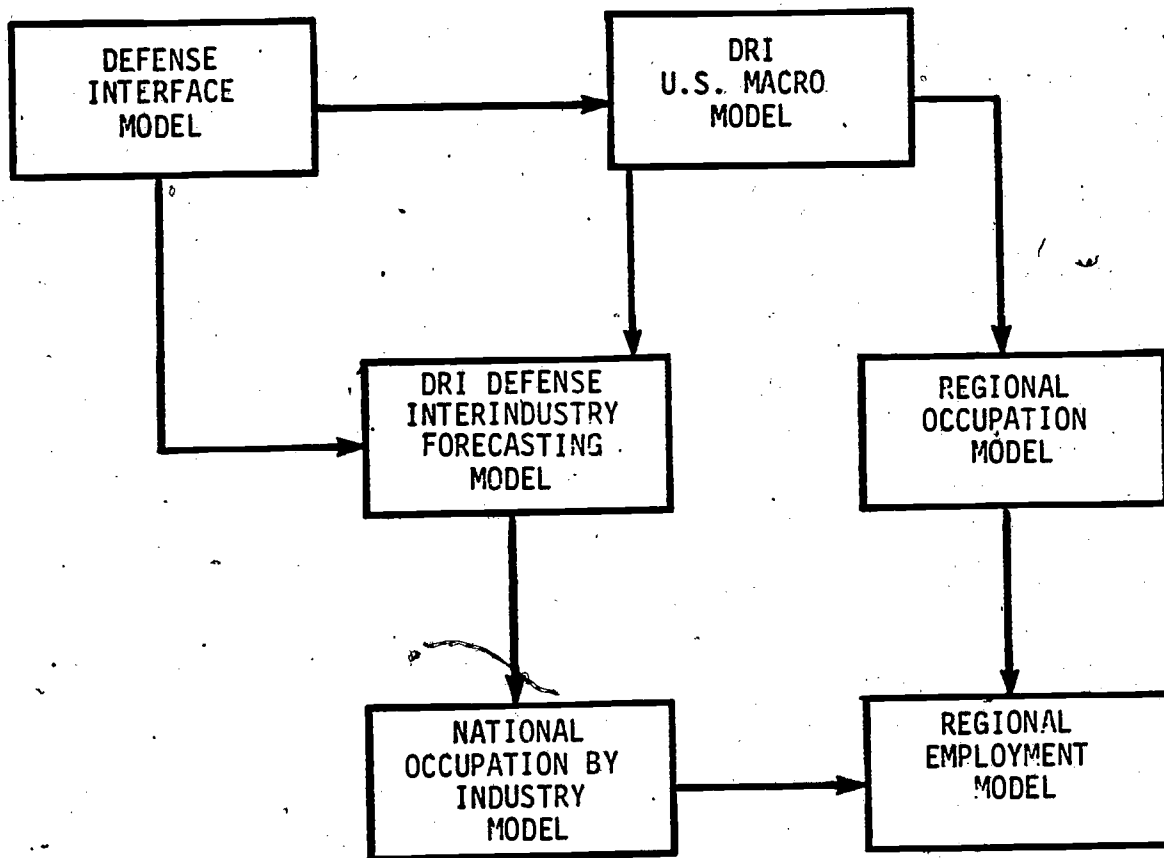 DEFENSE
INTERFACE
MODEL
DRI
U.S. MACRO
MODEL
DRI DEFENSE
INTERINDUSTRY
FORECASTING
MODEL
REGIONAL
OCCUPATION
MODEL
NATIONAL
OCCUPATION BY
INDUSTRY
MODEL
REGIONAL
EMPLOYMENT
MODEL